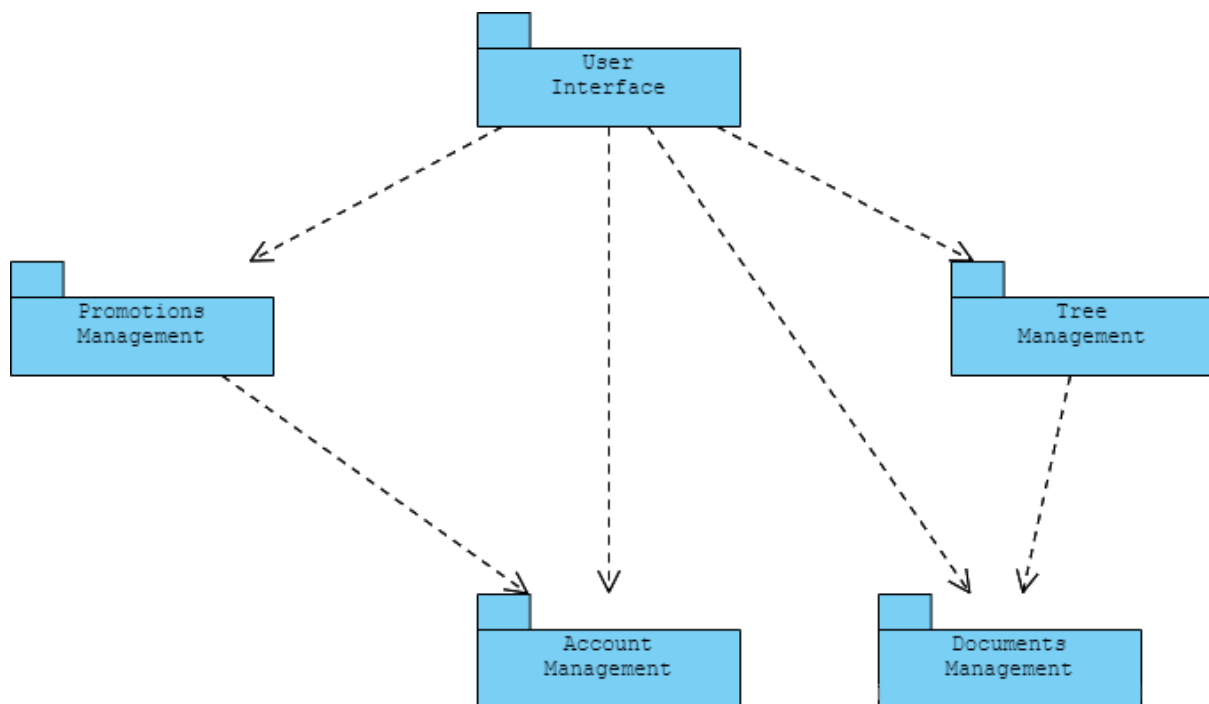 User
Interface
Promotions
Management
Tree
Management
Account
Management
Documents
Management